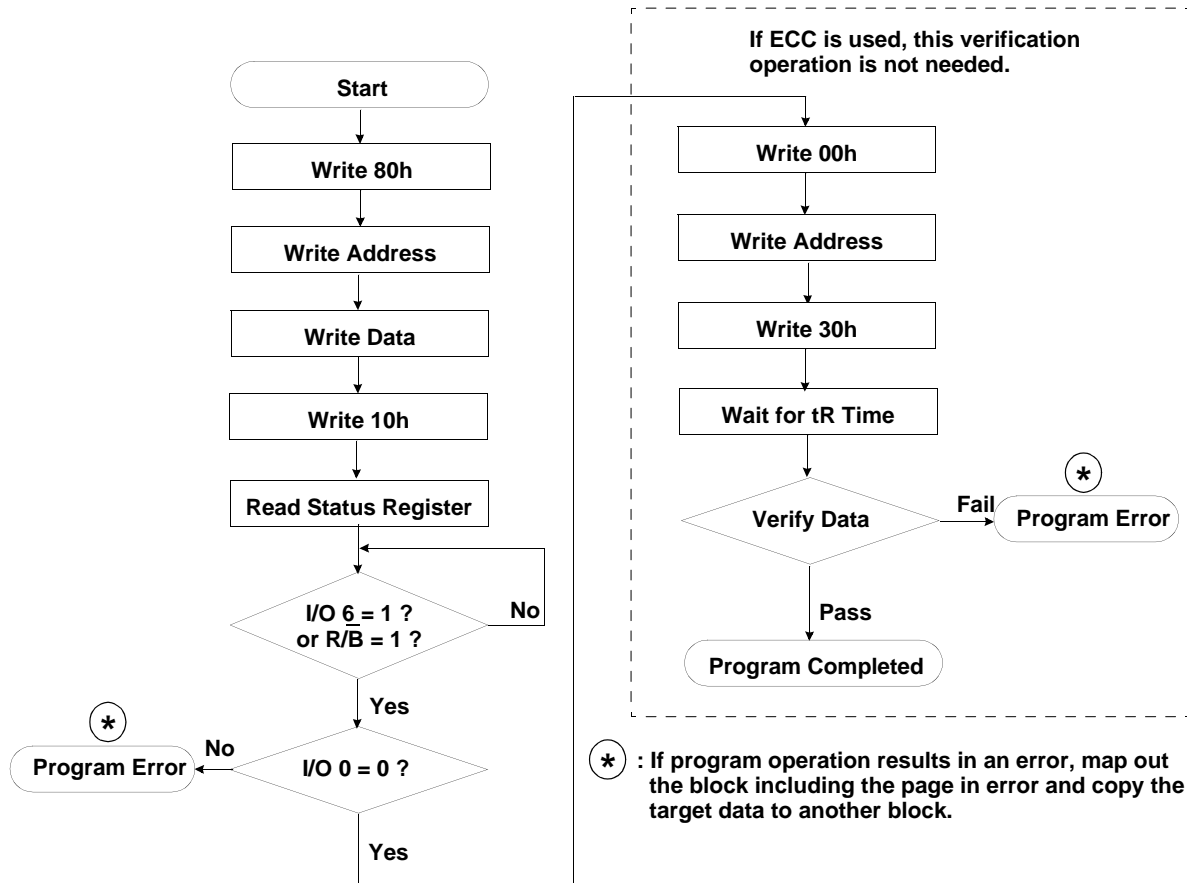 Start
Write 80h
Write Address
Write Data
Write 10h
Read Status Register
I/O 6 = 1 ?
or R/B = 1 ?
No
Yes
*
No
Program Error
I/O 0 = 0 ?
Yes
If ECC is used, this verification
operation is not needed.
Write 00h
Write Address
Write 30h
Wait for tR Time
*
Verify Data
Fail
Program Error
Pass
Program Completed
* : If program operation results in an error, map out
the block including the page in error and copy the
target data to another block.